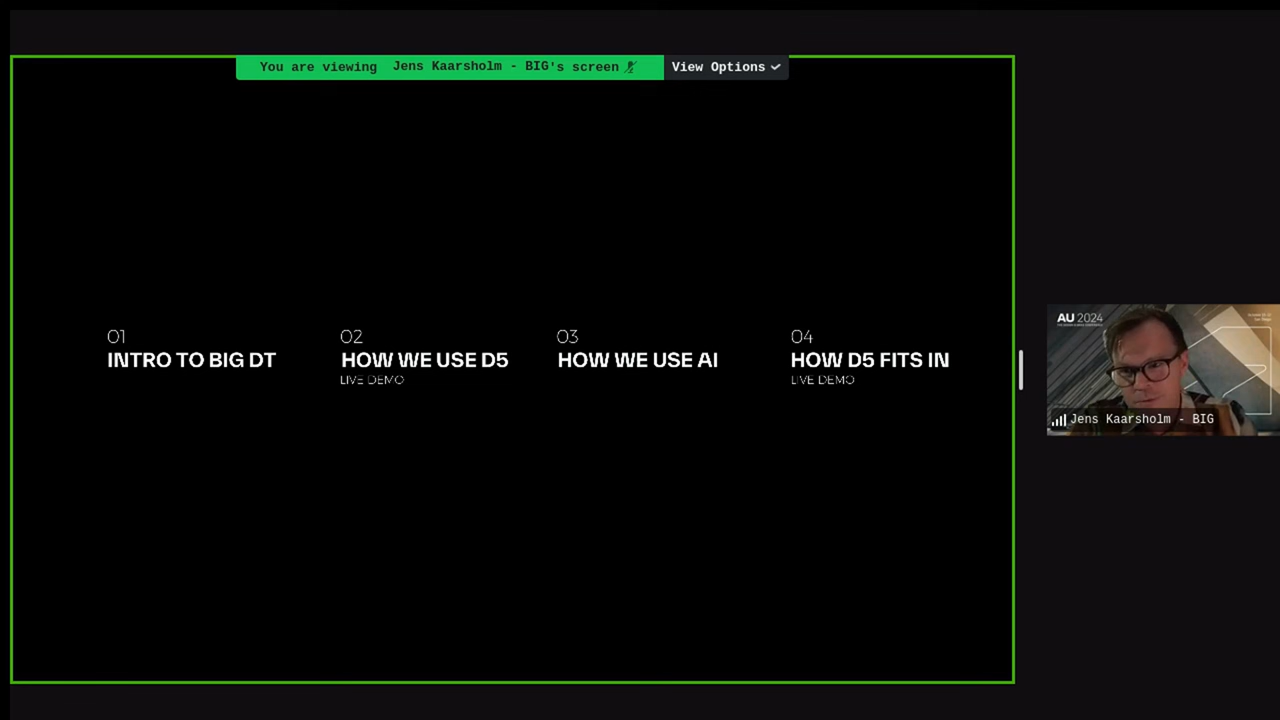 You are viewing Jens Kaarsholm - BIG's screen
View Options
01
INTRO TO BIG DT
02
HOW WE USE D5
LIVE DEMO
03
HOW WE USE AI
04
HOW D5 FITS IN
LIVE DEMO
AU 2024
Jens Kaarsholm - BIG